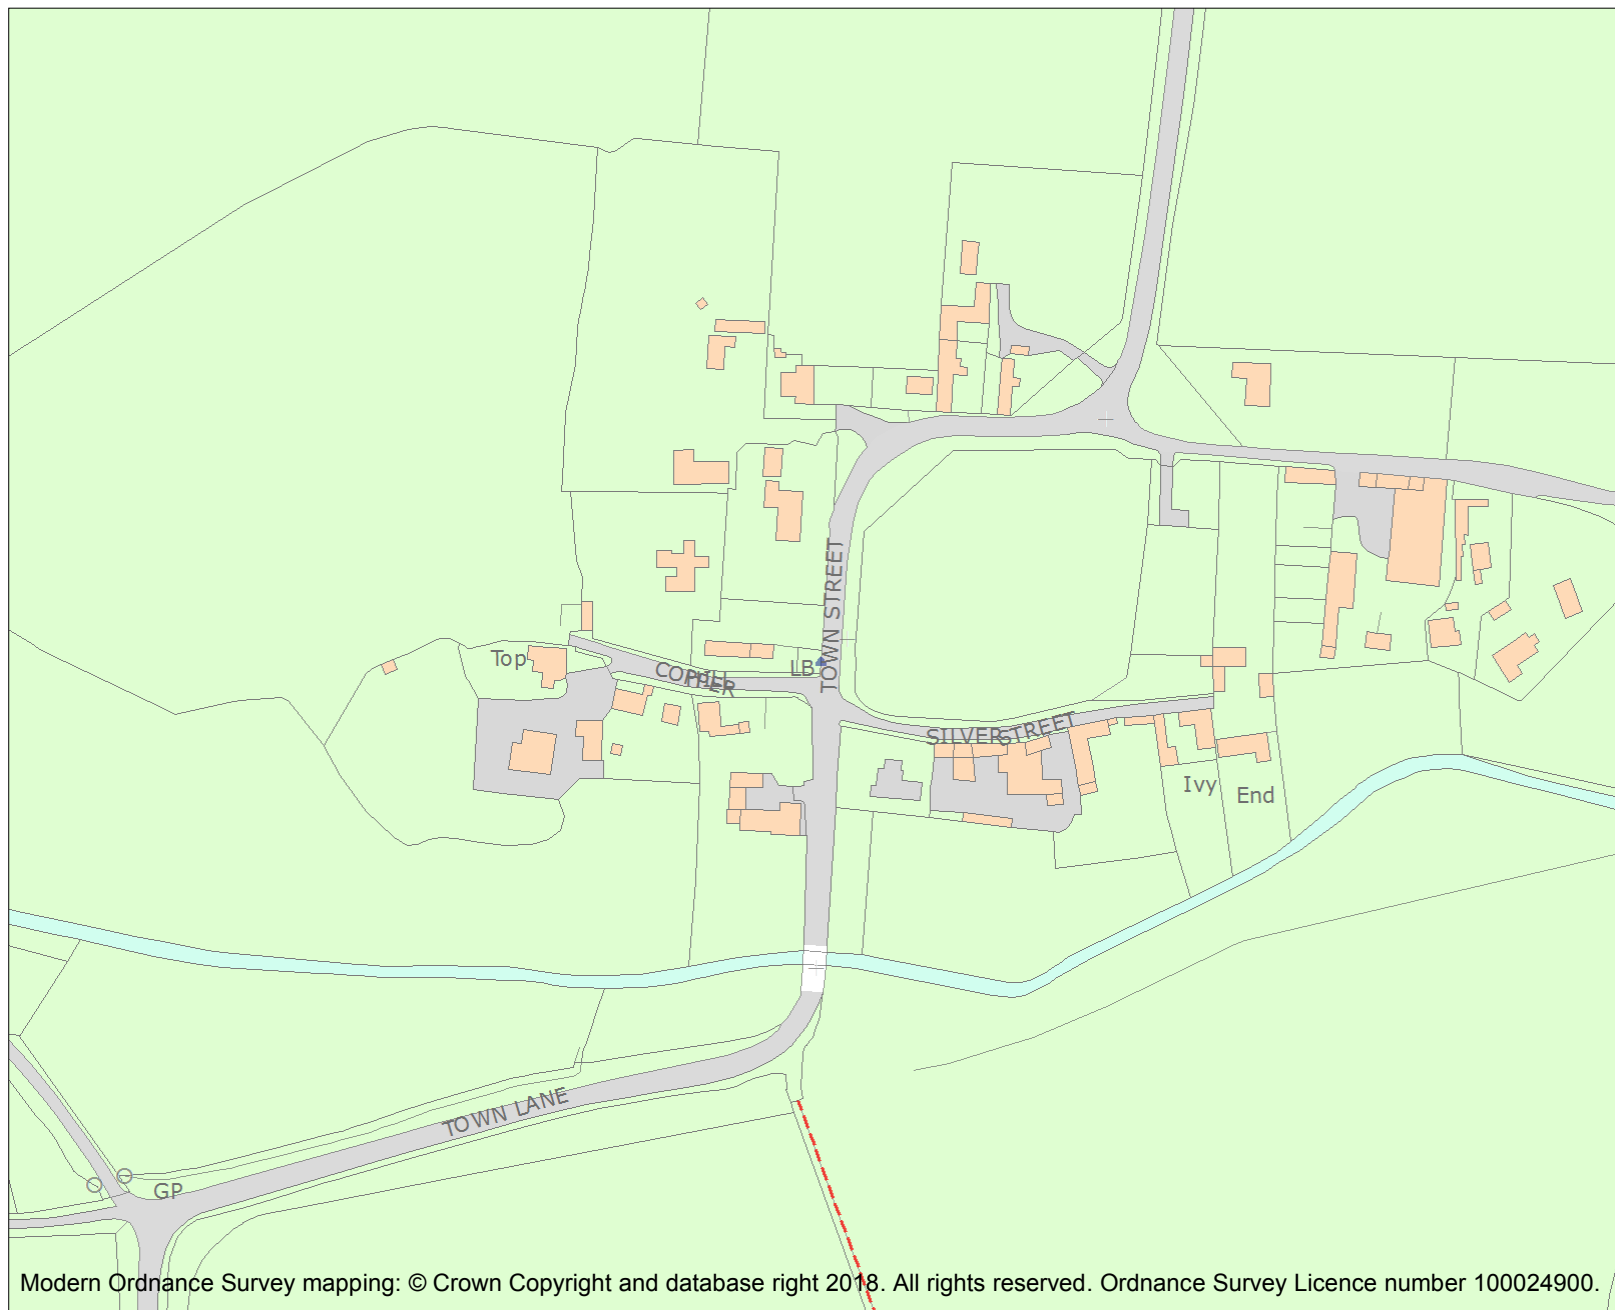 TOWN STREET
Top
LB
COPHILL
SILVER STREET
Ivy
End
TOWN LANE
GP
Modern Ordnance Survey mapping: © Crown Copyright and database right 2018. All rights reserved. Ordnance Survey Licence number 100024900.